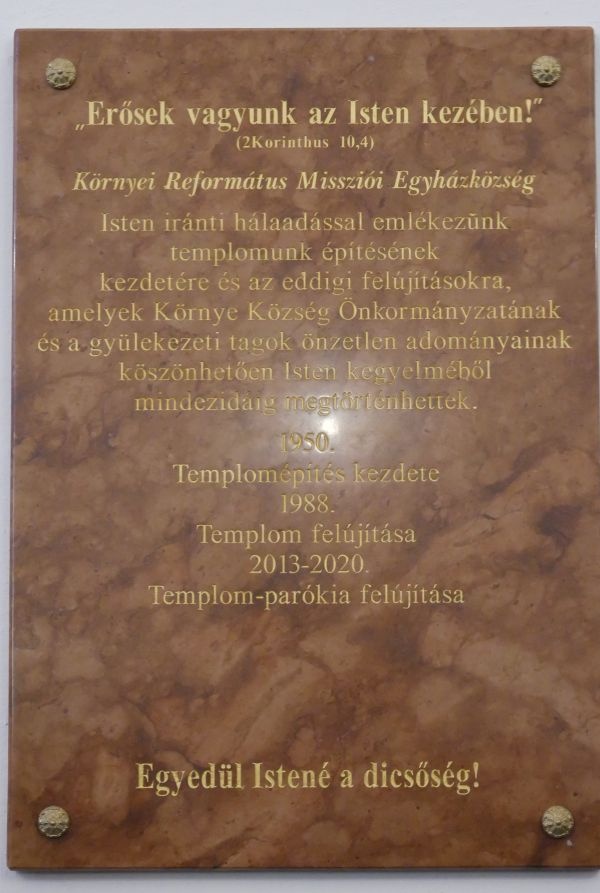 „Erősek vagyunk az Isten kezében!”
(2Korinthus 10,4)
Környei Református Missziói Egyházközség
Isten iránti hálaadással emlékezünk
templomunk építésének
kezdetére és az eddigi felújításokra,
amelyek Környe Község Önkormányzatának
és a gyülekezeti tagok önzetlen adományainak
köszönhetően Isten kegyelméből
mindezidáig megtörténhettek.
1950.
Templomépítés kezdete
1988.
Templom felújítása
2013-2020.
Templom-parókia felújítása
Egyedül Istené a dicsőség!